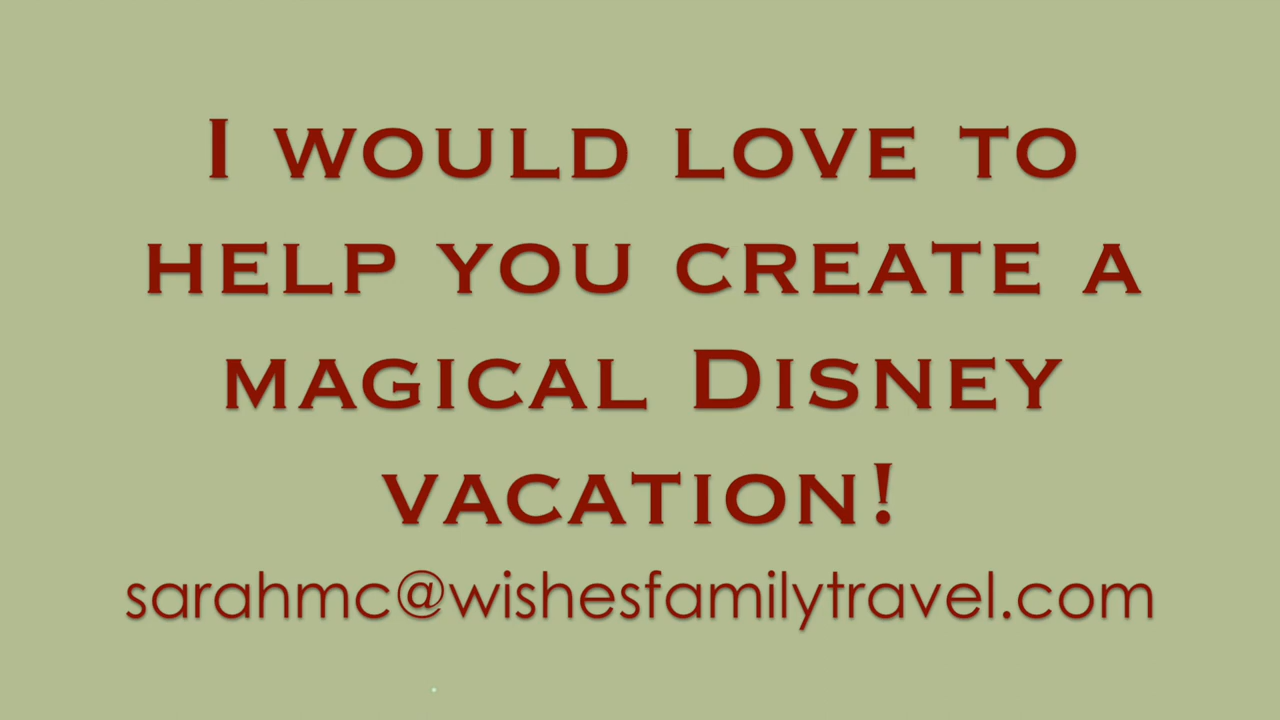 I would love to
help you create a
magical Disney
vacation!
sarahmc@wishesfamilytravel.com